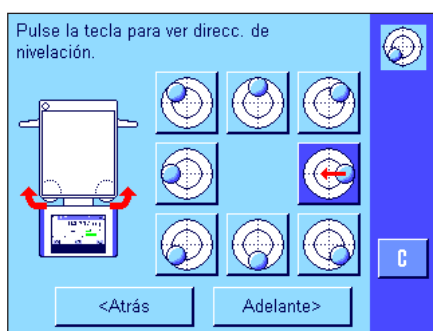 Pulse la tecla para ver direcc. de
nivelación.
<Atrás
Adelante>
C